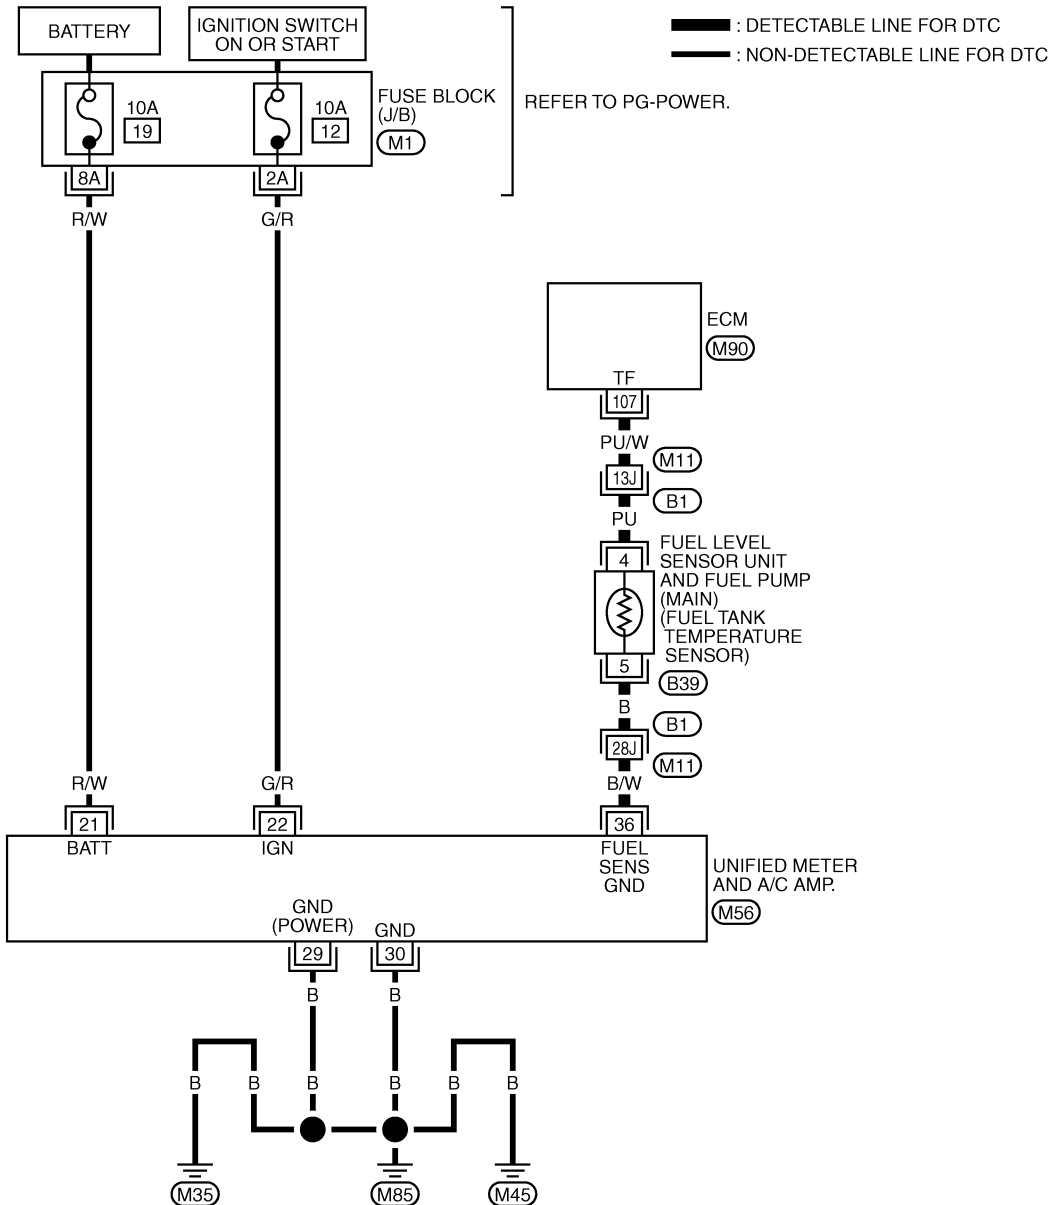 BATTERY
IGNITION SWITCH
ON OR START
: DETECTABLE LINE FOR DTC
: NON-DETECTABLE LINE FOR DTC
10A
19
10A
12
FUSE BLOCK
(J/B)
M1
REFER TO PG-POWER.
8A
2A
R/W
G/R
ECM
M90
TF
107
PU/W
M11
13J
B1
PU
4
FUEL LEVEL
SENSOR UNIT
AND FUEL PUMP
(MAIN)
(FUEL TANK
TEMPERATURE
SENSOR)
5
B39
B
B1
28J
M11
R/W
G/R
B/W
21
22
36
BATT
IGN
FUEL
SENS
GND
UNIFIED METER
AND A/C AMP.
M56
GND
(POWER)
GND
29
30
B
B
B
B
B
B
B
B
M35
M85
M45